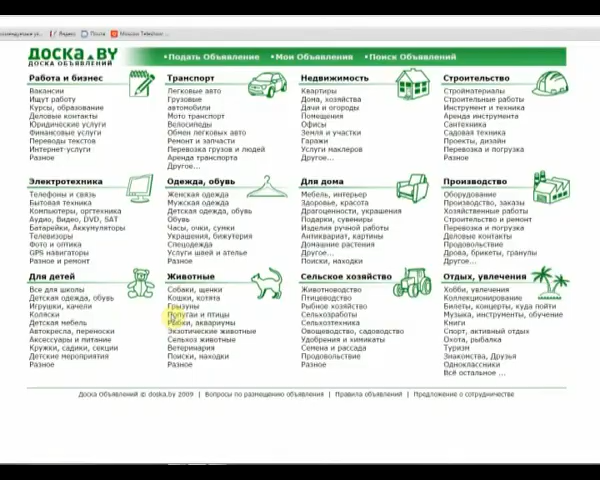 Яндекс Почта
ДОСКА.BY
ДОСКА ОБЪЯВЛЕНИЙ
•Подать Объявление •Мои Объявления •Поиск Объявлений
Работа и бизнес
Вакансии
Ищут работу
Курсы, образование
Деловые контакты
Юридические услуги
Финансовые услуги
Переводы текстов
Интернет-услуги
Разное
Транспорт
Легковые авто
Грузовые
автомобили
Мото транспорт
Велосипеды
Обмен легковых авто
Ремонт и запчасти
Перевозка грузов и людей
Аренда транспорта
Другое...
Недвижимость
Квартиры
Дома, хозяйства
Дачи и огороды
Помещения
Офисы
Земля и участки
Гаражи
Услуги маклеров
Другое...
Строительство
Стройматериалы
Строительные работы
Инструмент и техника
Аренда инструмента
Сантехника
Садовая техника
Проекты, дизайн
Перевозка и погрузка
Разное
Электротехника
Телефоны и связь
Бытовая техника
Компьютеры, оргтехника
Аудио, Видео, DVD, SAT
Батарейки, Аккумуляторы
Телевизоры
Фото и оптика
GPS навигаторы
Разное и ремонт
Одежда, обувь
Женская одежда
Мужская одежда
Детская одежда, обувь
Обувь
Часы, очки, сумки
Украшения, бижутерия
Спецодежда
Услуги швей и ателье
Разное
Для дома
Мебель, интерьер
Здоровье, красота
Драгоценности, украшения
Подарки, сувениры
Изделия ручной работы
Антиквариат, картины
Домашние растения
Другое...
Поиски, находки
Производство
Оборудование
Производство, заказы
Хозяйственные работы
Строительство и ремонт
Перевозка и погрузка
Деловые контакты
Продовольствие
Дрова, брикеты, гранулы
Другое...
Для детей
Все для школы
Детская одежда, обувь
Игрушки, качели
Коляски
Детская мебель
Автокресла, переноски
Аксессуары и питание
Кружки, садики, секции
Детские мероприятия
Разное
Животные
Собаки, щенки
Кошки, котята
Грызуны
Попугаи и птицы
Рыбки, аквариумы
Экзотические животные
Сельхоз животные
Ветеринария
Поиски, находки
Разное
Сельское хозяйство
Животноводство
Птицеводство
Рыбное хозяйство
Сельхозработы
Сельхозтехника
Овощеводство, садоводство
Удобрения и химикаты
Семена и рассада
Продовольствие
Разное
Отдых, увлечения
Хобби, увлечения
Коллекционирование
Билеты, концерты, куда пойти
Музыка, инструменты, обучение
Книги
Спорт, активный отдых
Охота, рыбалка
Туризм
Знакомства, Друзья
Одноклассники
Всё остальное ...
Доска Объявлений © doska.by 2009 | Вопросы по размещению объявления | Правила объявлений | Предложение о сотрудничестве